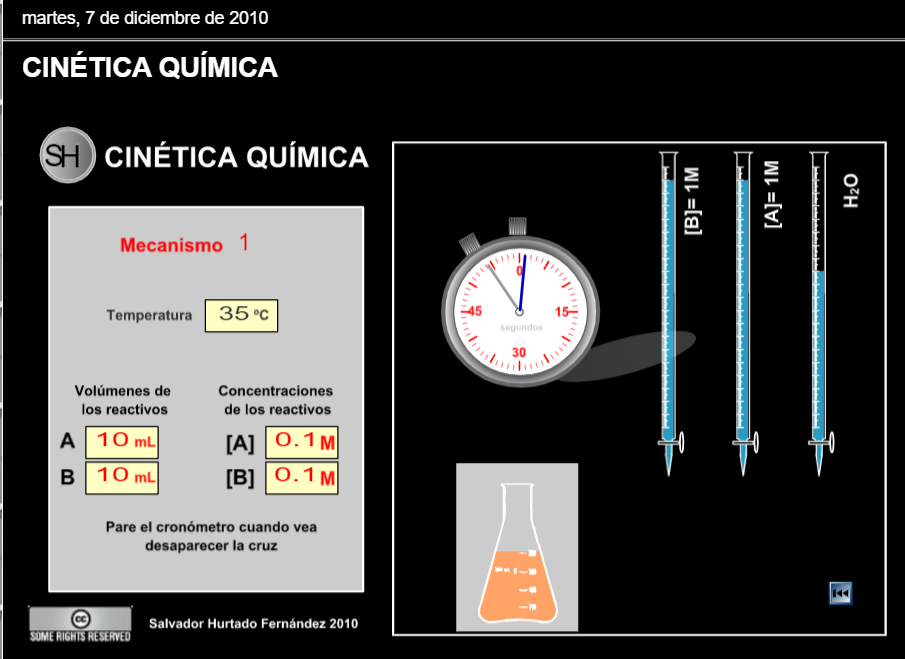 martes, 7 de diciembre de 2010
CINÉTICA QUÍMICA
SH CINÉTICA QUÍMICA
Mecanismo 1
Temperatura 35 ºC
Volúmenes de los reactivos
Concentraciones de los reactivos
A 10 mL [A] 0.1 M
B 10 mL [B] 0.1 M
Pare el cronómetro cuando vea
desaparecer la cruz
cc
SOME RIGHTS RESERVED
Salvador Hurtado Fernández 2010
0
45 15
segundos
30
[B]= 1M
[A]= 1M
H₂O